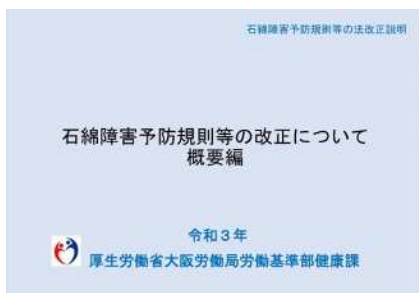 石綿障害予防規則等の法改正説明
石綿障害予防規則等の改正について
概要編
令和３年
厚生労働省大阪労働局労働基準部健康課